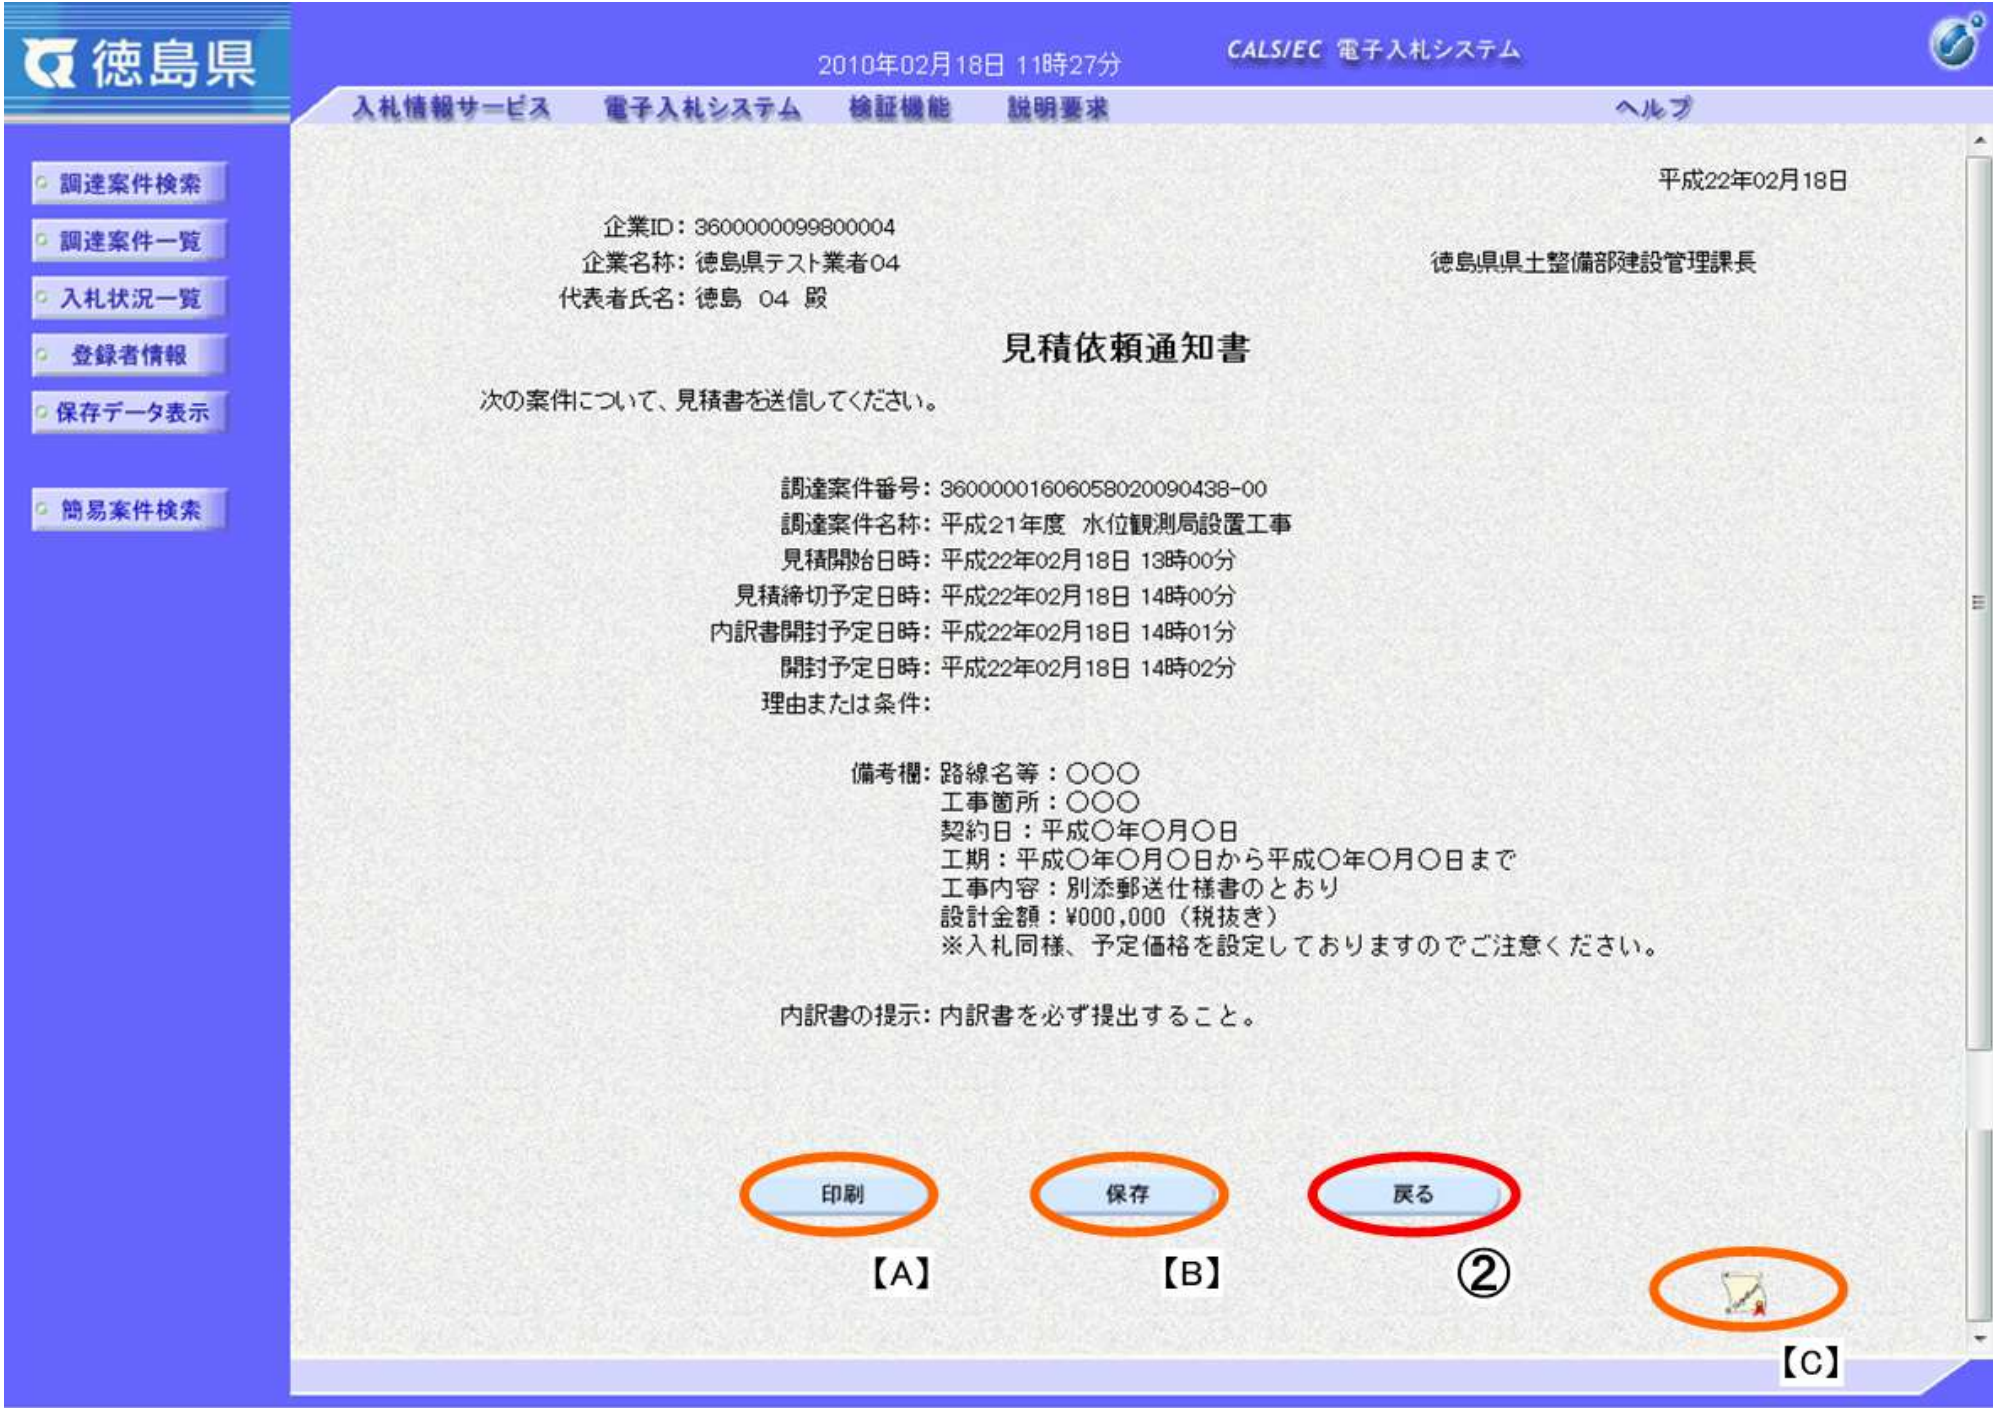 徳島県
2010年02月18日 11時27分
CALS/EC 電子入札システム
入札情報サービス 電子入札システム 検証機能 説明要求 ヘルプ
調達案件検索
調達案件一覧
入札状況一覧
登録者情報
保存データ表示
簡易案件検索
平成22年02月18日
企業ID：3600000099800004
企業名称：徳島県テスト業者04
徳島県県土整備部建設管理課長
代表者氏名：徳島 04 殿
見積依頼通知書
次の案件について、見積書を送信してください。
調達案件番号：36000001606058020090438-00
調達案件名称：平成21年度 水位観測局設置工事
見積開始日時：平成22年02月18日 13時00分
見積締切予定日時：平成22年02月18日 14時00分
内訳書開封予定日時：平成22年02月18日 14時01分
開封予定日時：平成22年02月18日 14時02分
理由または条件：
備考欄：路線名等：〇〇〇
工事箇所：〇〇〇
契約日：平成〇年〇月〇日
工期：平成〇年〇月〇日から平成〇年〇月〇日まで
工事内容：別添郵送仕様書のとおり
設計金額：¥000,000（税抜き）
※入札同様、予定価格を設定しておりますのでご注意ください。
内訳書の提示：内訳書を必ず提出すること。
印刷 保存 戻る
【A】 【B】 ②
【C】